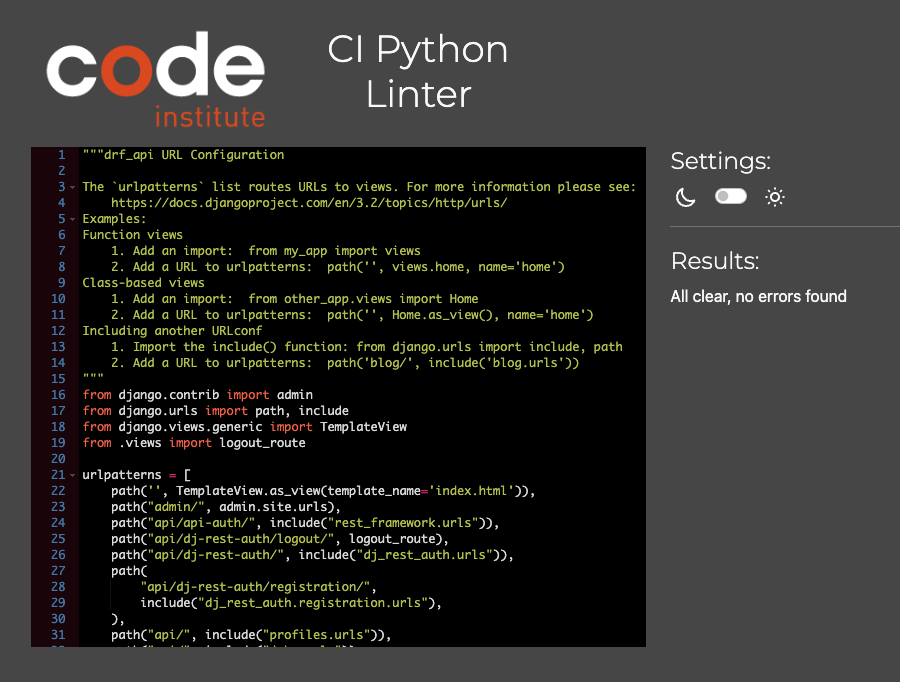 code
institute
CI Python
Linter
1 """drf_api URL Configuration
2
3 The `urlpatterns` list routes URLs to views. For more information please see:
4     https://docs.djangoproject.com/en/3.2/topics/http/urls/
5 Examples:
6 Function views
7     1. Add an import:  from my_app import views
8     2. Add a URL to urlpatterns:  path('', views.home, name='home')
9 Class-based views
10     1. Add an import:  from other_app.views import Home
11     2. Add a URL to urlpatterns:  path('', Home.as_view(), name='home')
12 Including another URLconf
13     1. Import the include() function: from django.urls import include, path
14     2. Add a URL to urlpatterns:  path('blog/', include('blog.urls'))
15 """
16 from django.contrib import admin
17 from django.urls import path, include
18 from django.views.generic import TemplateView
19 from .views import logout_route
20
21 urlpatterns = [
22     path('', TemplateView.as_view(template_name='index.html')),
23     path("admin/", admin.site.urls),
24     path("api/api-auth/", include("rest_framework.urls")),
25     path("api/dj-rest-auth/logout/", logout_route),
26     path("api/dj-rest-auth/", include("dj_rest_auth.urls")),
27     path(
28         "api/dj-rest-auth/registration/",
29         include("dj_rest_auth.registration.urls"),
30     ),
31     path("api/", include("profiles.urls")),
Settings:
Results:
All clear, no errors found